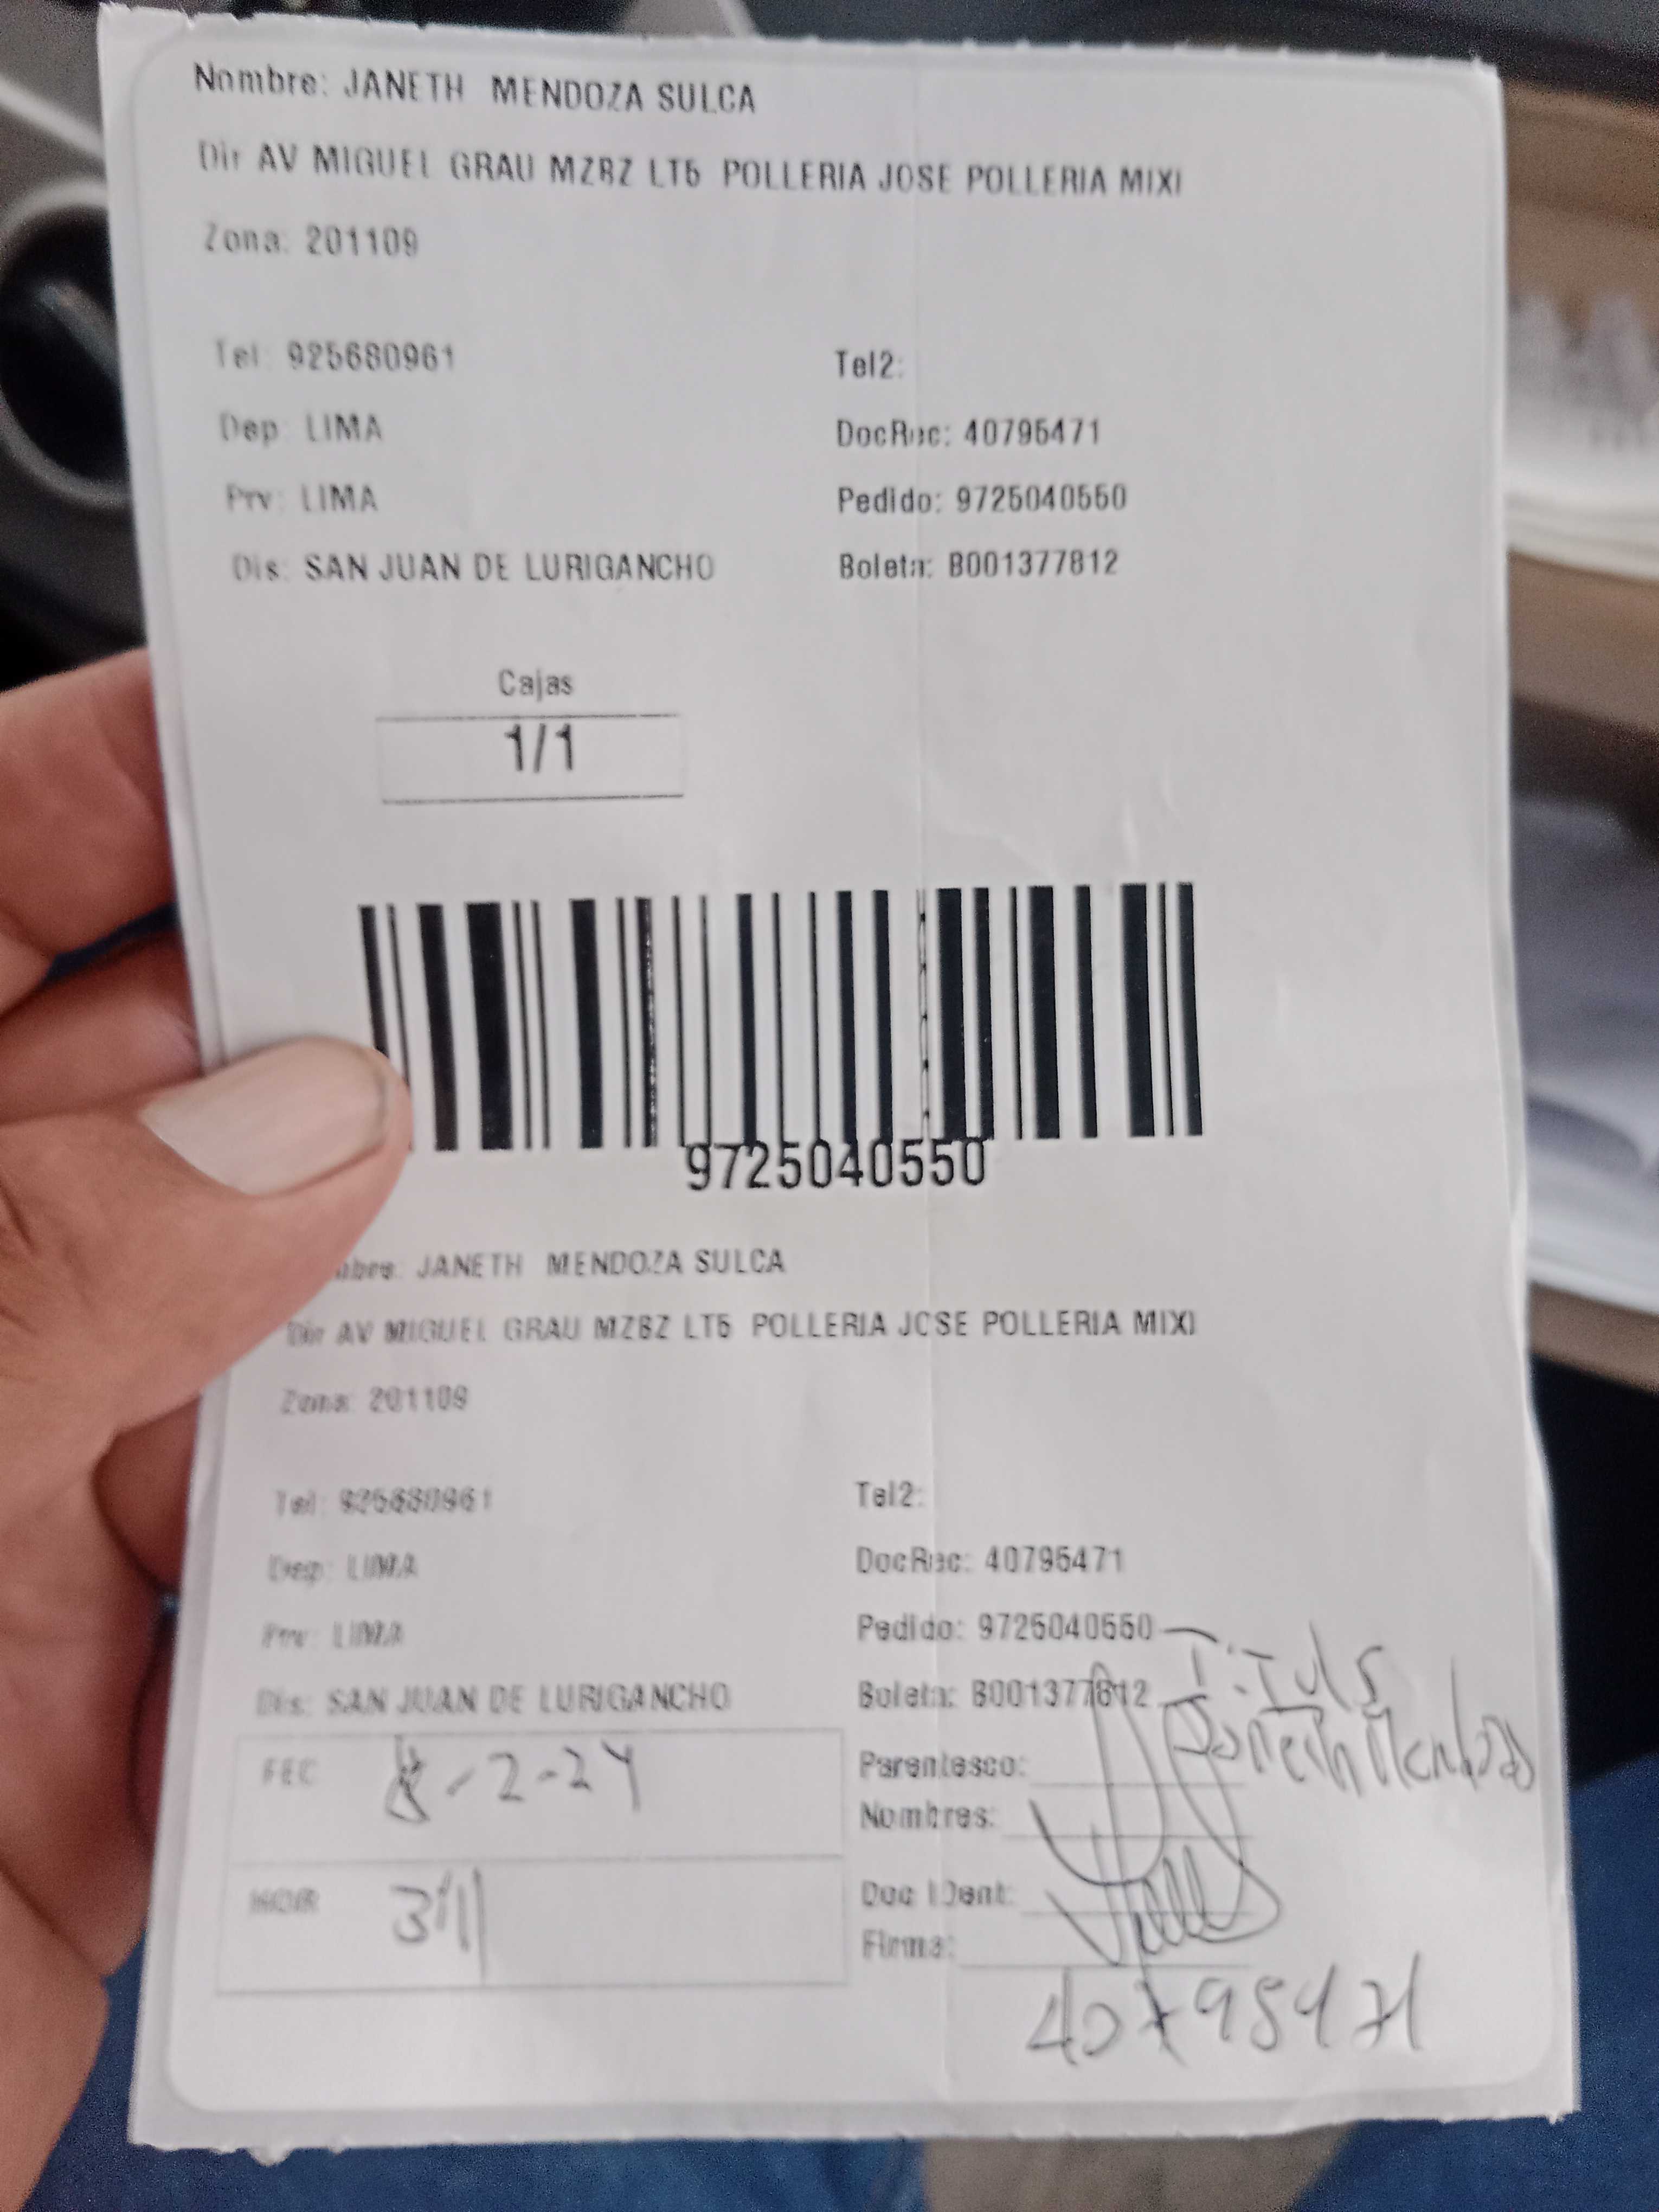 Nombre: JANETH MENDOZA SULCA
Dir AV MIGUEL GRAU MZBZ LT5 POLLERIA JOSE POLLERIA MIXI
Zona: 201109
Tel: 925680961 Tel2:
Dep: LIMA DocRec: 40795471
Prv: LIMA Pedido: 9725040550
Dis: SAN JUAN DE LURIGANCHO Boleta: B001377812
Cajas
1/1
9725040550
mbre: JANETH MENDOZA SULCA
Dir AV MIGUEL GRAU MZBZ LT5 POLLERIA JOSE POLLERIA MIXI
Zona: 201109
Tel: 925680961 Tel2:
Dep: LIMA DocRec: 40795471
Prv: LIMA Pedido: 9725040550
Dis: SAN JUAN DE LURIGANCHO Boleta: B001377812
FEC 8-2-24 Parentesco:
Janeth Mendoza
Nombres:
HOR 3:11 Doc IDent:
Firma:
40795471